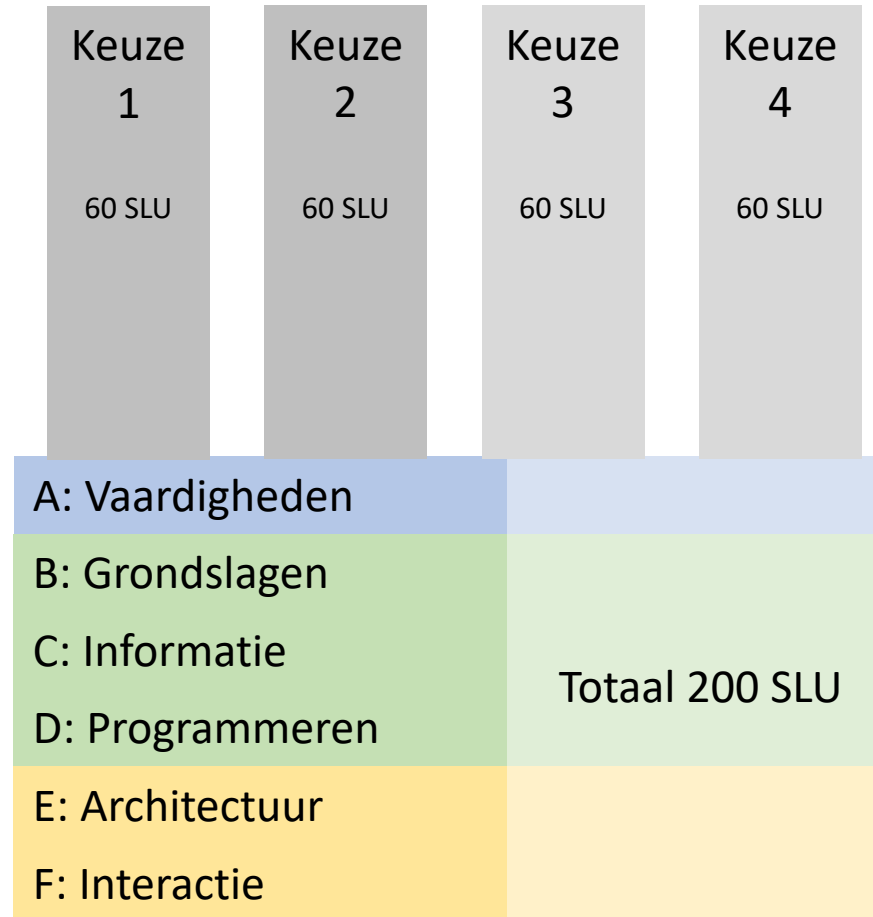 Keuze
1
60 SLU
Keuze
2
60 SLU
Keuze
3
60 SLU
Keuze
4
60 SLU
A: Vaardigheden
B: Grondslagen
C: Informatie
D: Programmeren
Totaal 200 SLU
E: Architectuur
F: Interactie